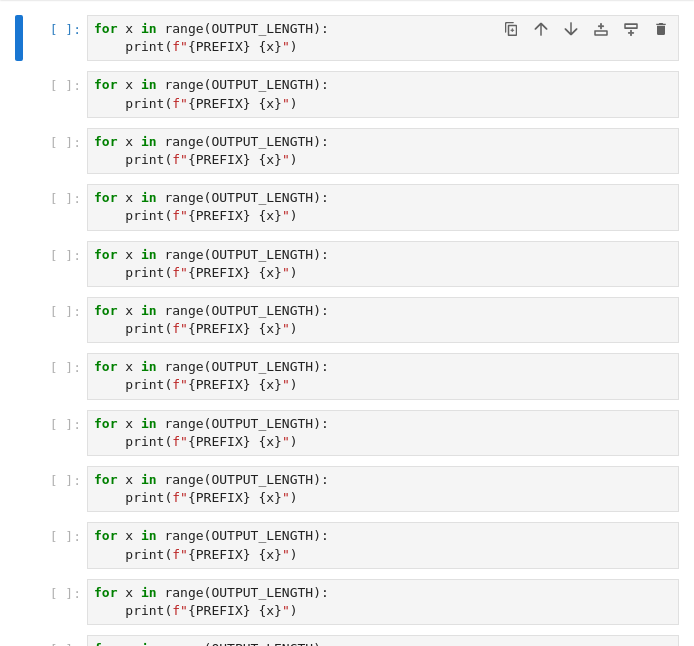 [ ]: for x in range(OUTPUT_LENGTH):
print(f"{PREFIX} {x}")
[ ]: for x in range(OUTPUT_LENGTH):
print(f"{PREFIX} {x}")
[ ]: for x in range(OUTPUT_LENGTH):
print(f"{PREFIX} {x}")
[ ]: for x in range(OUTPUT_LENGTH):
print(f"{PREFIX} {x}")
[ ]: for x in range(OUTPUT_LENGTH):
print(f"{PREFIX} {x}")
[ ]: for x in range(OUTPUT_LENGTH):
print(f"{PREFIX} {x}")
[ ]: for x in range(OUTPUT_LENGTH):
print(f"{PREFIX} {x}")
[ ]: for x in range(OUTPUT_LENGTH):
print(f"{PREFIX} {x}")
[ ]: for x in range(OUTPUT_LENGTH):
print(f"{PREFIX} {x}")
[ ]: for x in range(OUTPUT_LENGTH):
print(f"{PREFIX} {x}")
[ ]: for x in range(OUTPUT_LENGTH):
print(f"{PREFIX} {x}")